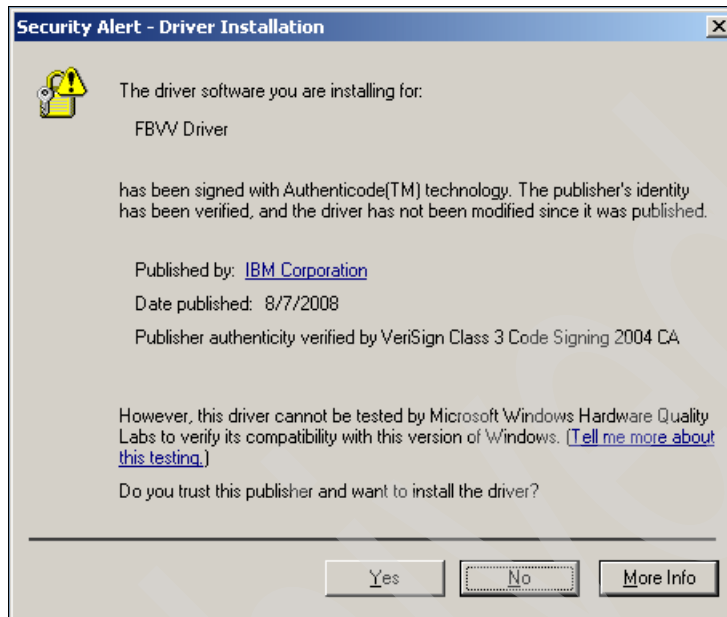 Security Alert - Driver Installation
The driver software you are installing for:
FBVV Driver
has been signed with Authenticode(TM) technology. The publisher's identity
has been verified, and the driver has not been modified since it was published.
Published by: IBM Corporation
Date published: 8/7/2008
Publisher authenticity verified by VeriSign Class 3 Code Signing 2004 CA
However, this driver cannot be tested by Microsoft Windows Hardware Quality
Labs to verify its compatibility with this version of Windows. (Tell me more about
this testing.)
Do you trust this publisher and want to install the driver?
Yes No More Info